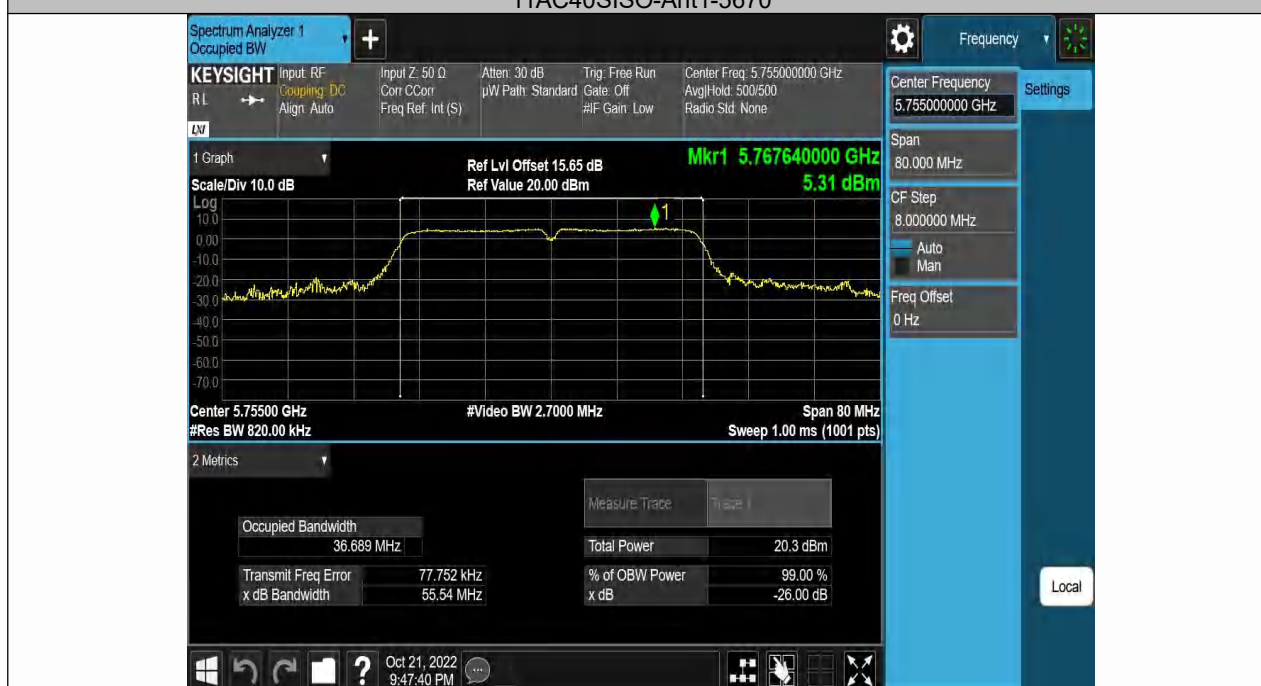 11AC40SISO-Ant1-5670
Spectrum Analyzer 1
Occupied BW
Frequency
KEYSIGHT
RL
LXI
Input: RF
Coupling: DC
Align: Auto
Input Z: 50 Ω
Corr CCorr
Freq Ref: Int (S)
Atten: 30 dB
µW Path: Standard
Trig: Free Run
Gate: Off
#IF Gain: Low
Center Freq: 5.755000000 GHz
Avg|Hold: 500/500
Radio Std: None
Center Frequency
5.755000000 GHz
Settings
Span
80.000 MHz
CF Step
8.000000 MHz
Auto
Man
Freq Offset
0 Hz
1 Graph
Scale/Div 10.0 dB
Ref Lvl Offset 15.65 dB
Ref Value 20.00 dBm
Mkr1 5.767640000 GHz
5.31 dBm
Log
10.0
0.00
-10.0
-20.0
-30.0
-40.0
-50.0
-60.0
-70.0
1
Center 5.75500 GHz
#Res BW 820.00 kHz
#Video BW 2.7000 MHz
Span 80 MHz
Sweep 1.00 ms (1001 pts)
2 Metrics
Measure Trace
Trace 1
Occupied Bandwidth
36.689 MHz
Total Power
20.3 dBm
Transmit Freq Error
77.752 kHz
% of OBW Power
99.00 %
x dB Bandwidth
55.54 MHz
x dB
-26.00 dB
Local
?
Oct 21, 2022
9:47:40 PM